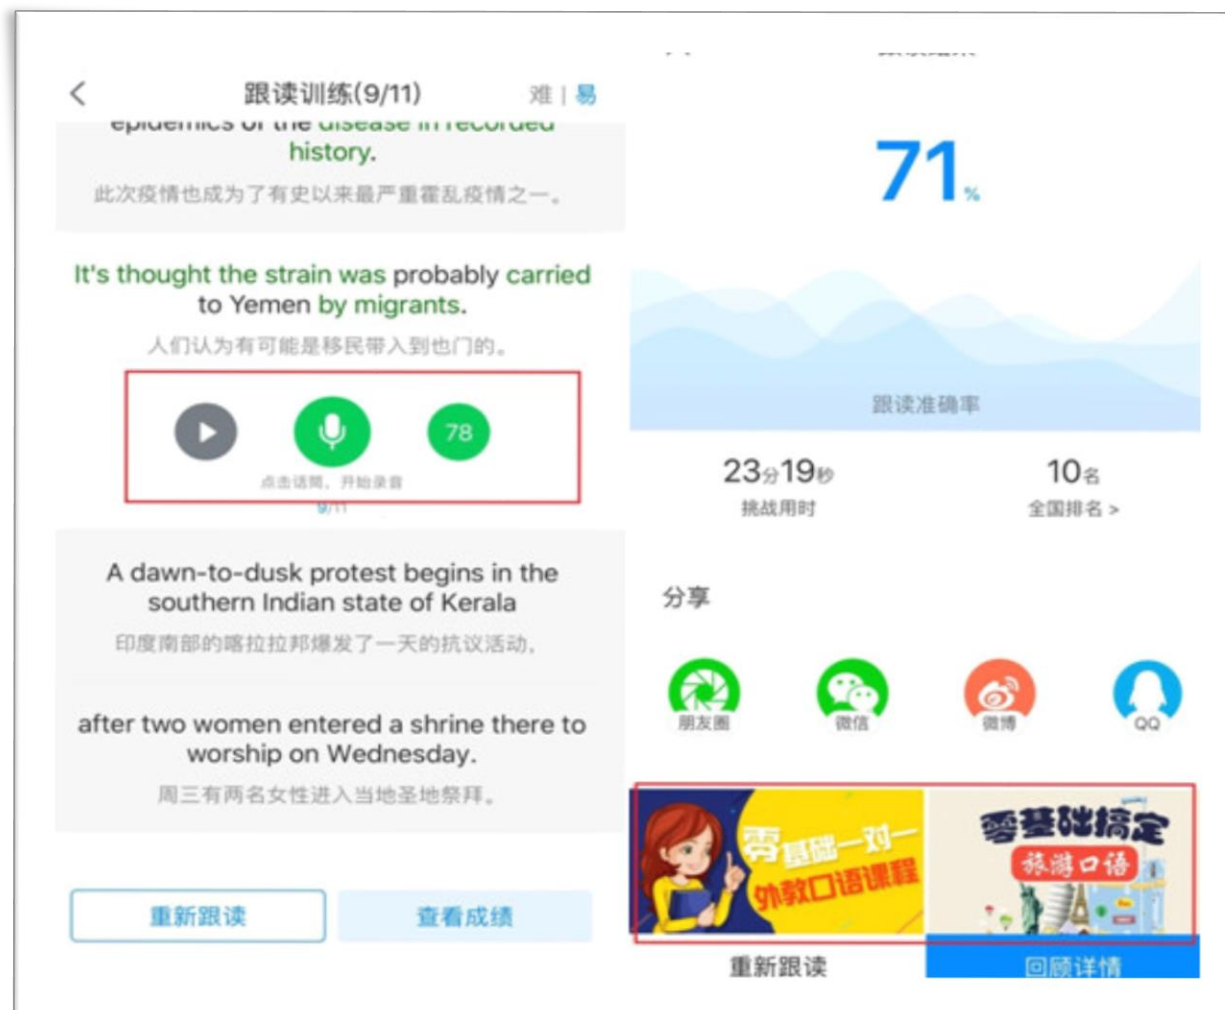 跟读训练(9/11)
难 | 易
epidemics of the disease in recorded
history.
此次疫情也成为了有史以来最严重霍乱疫情之一。
It's thought the strain was probably carried
to Yemen by migrants.
人们认为有可能是移民带入到也门的。
78
点击话筒，开始录音
9/11
A dawn-to-dusk protest begins in the
southern Indian state of Kerala
印度南部的喀拉拉邦爆发了一天的抗议活动，
after two women entered a shrine there to
worship on Wednesday.
周三有两名女性进入当地圣地祭拜。
重新跟读
查看成绩
71%
跟读准确率
23分19秒
挑战用时
10名
全国排名 >
分享
朋友圈
微信
微博
QQ
零基础一对一
外教口语课程
零基础搞定
旅游口语
重新跟读
回顾详情